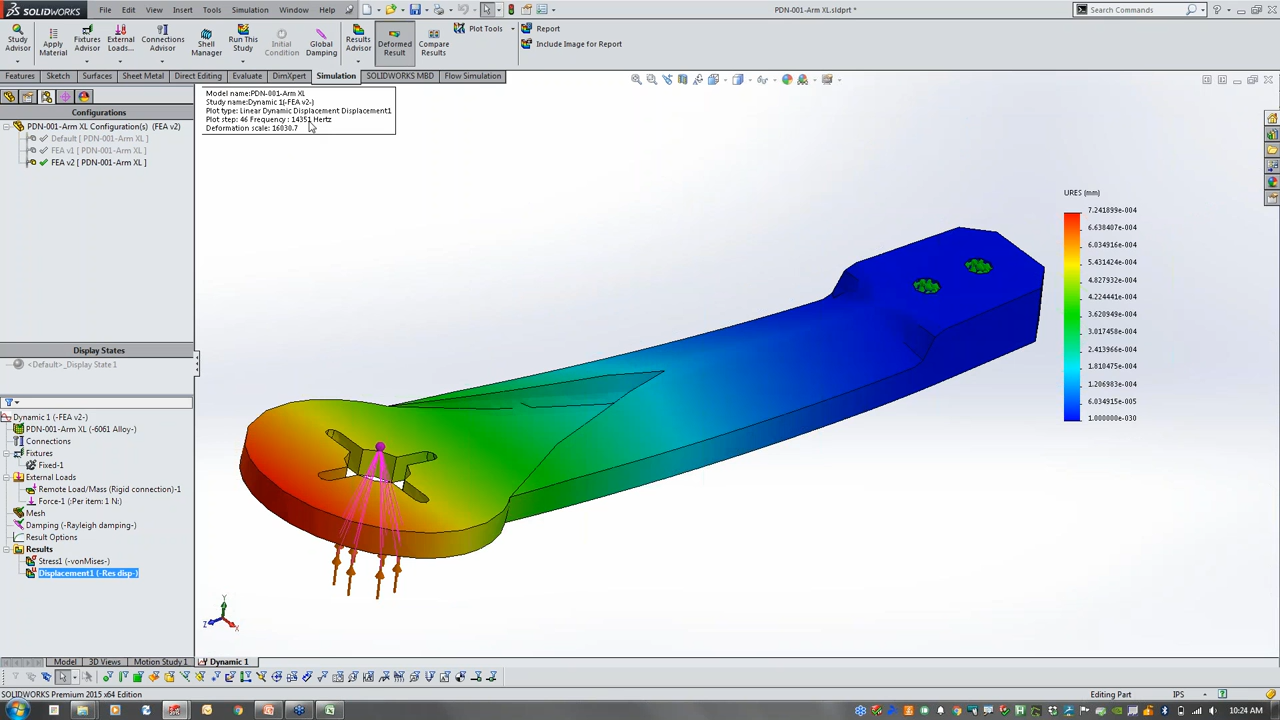 SOLIDWORKS File Edit View Insert Tools Simulation Window Help PDN-001-Arm XL.sldprt * Search Commands
Study Advisor
Apply Material
Fixtures Advisor
External Loads...
Connections Advisor
Shell Manager
Run This Study
Initial Condition
Global Damping
Results Advisor
Deformed Result
Compare Results
Plot Tools
Report
Include Image for Report
Features Sketch Surfaces Sheet Metal Direct Editing Evaluate DimXpert Simulation SOLIDWORKS MBD Flow Simulation
Configurations
PDN-001-Arm XL Configuration(s) (FEA v2)
Default [ PDN-001-Arm XL ]
FEA v1 [ PDN-001-Arm XL ]
FEA v2 [ PDN-001-Arm XL ]
Display States
<Default>_Display State 1
Dynamic 1 (-FEA v2-)
PDN-001-Arm XL (-6061 Alloy-)
Connections
Fixtures
Fixed-1
External Loads
Remote Load/Mass (Rigid connection)-1
Force-1 (:Per item: 1 N:)
Mesh
Damping (-Rayleigh damping-)
Result Options
Results
Stress1 (-vonMises-)
Displacement1 (-Res disp-)
Model name:PDN-001-Arm XL
Study name:Dynamic 1(-FEA v2-)
Plot type: Linear Dynamic Displacement Displacement1
Plot step: 46 Frequency : 14351 Hertz
Deformation scale: 16030.7
URES (mm)
7.241899e-004
6.638407e-004
6.034916e-004
5.431424e-004
4.827932e-004
4.224441e-004
3.620949e-004
3.017458e-004
2.413966e-004
1.810475e-004
1.206983e-004
6.034915e-005
1.000000e-030
Y
Z
X
Model 3D Views Motion Study 1 Dynamic 1
SOLIDWORKS Premium 2015 x64 Edition Editing Part IPS
10:24 AM